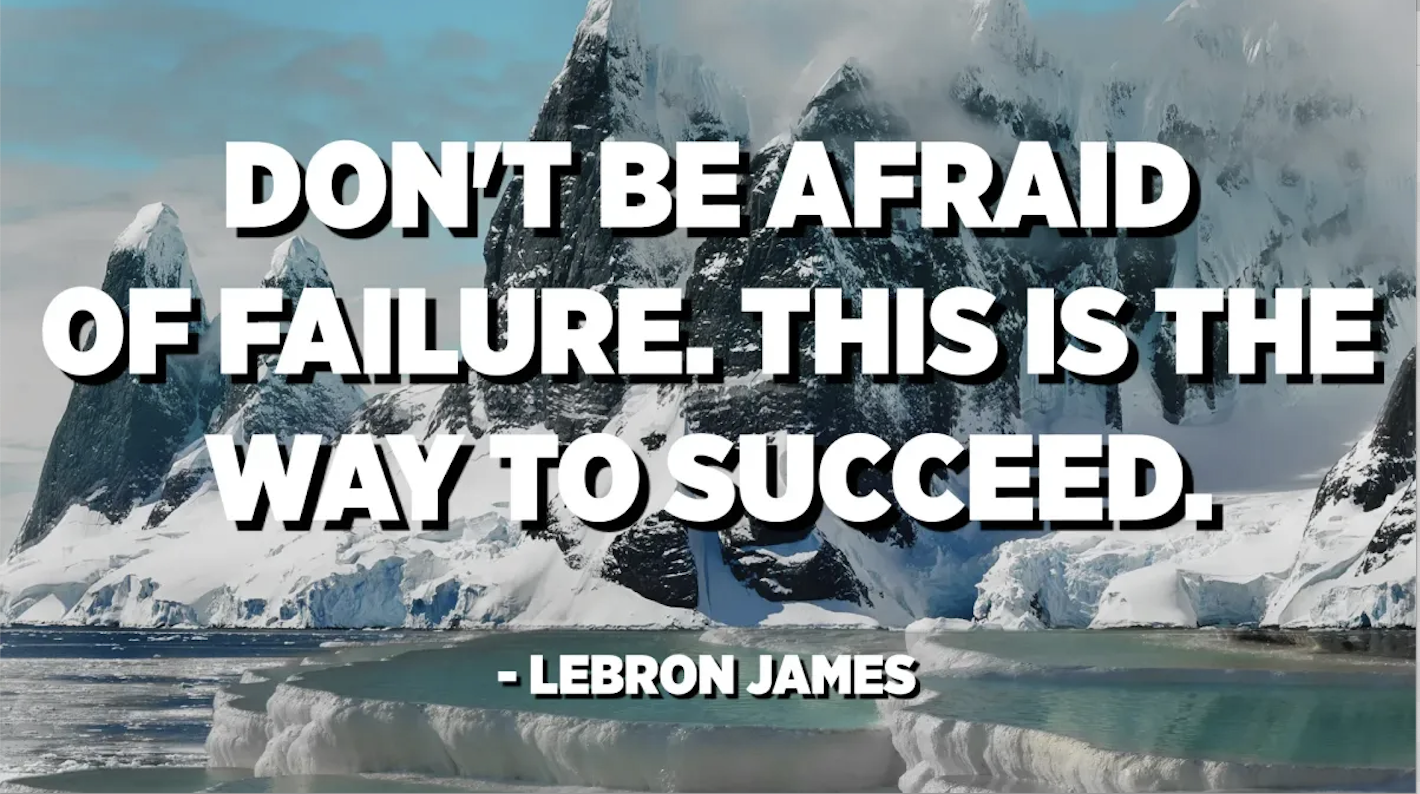 DON'T BE AFRAID
OF FAILURE. THIS IS THE
WAY TO SUCCEED.
- LEBRON JAMES